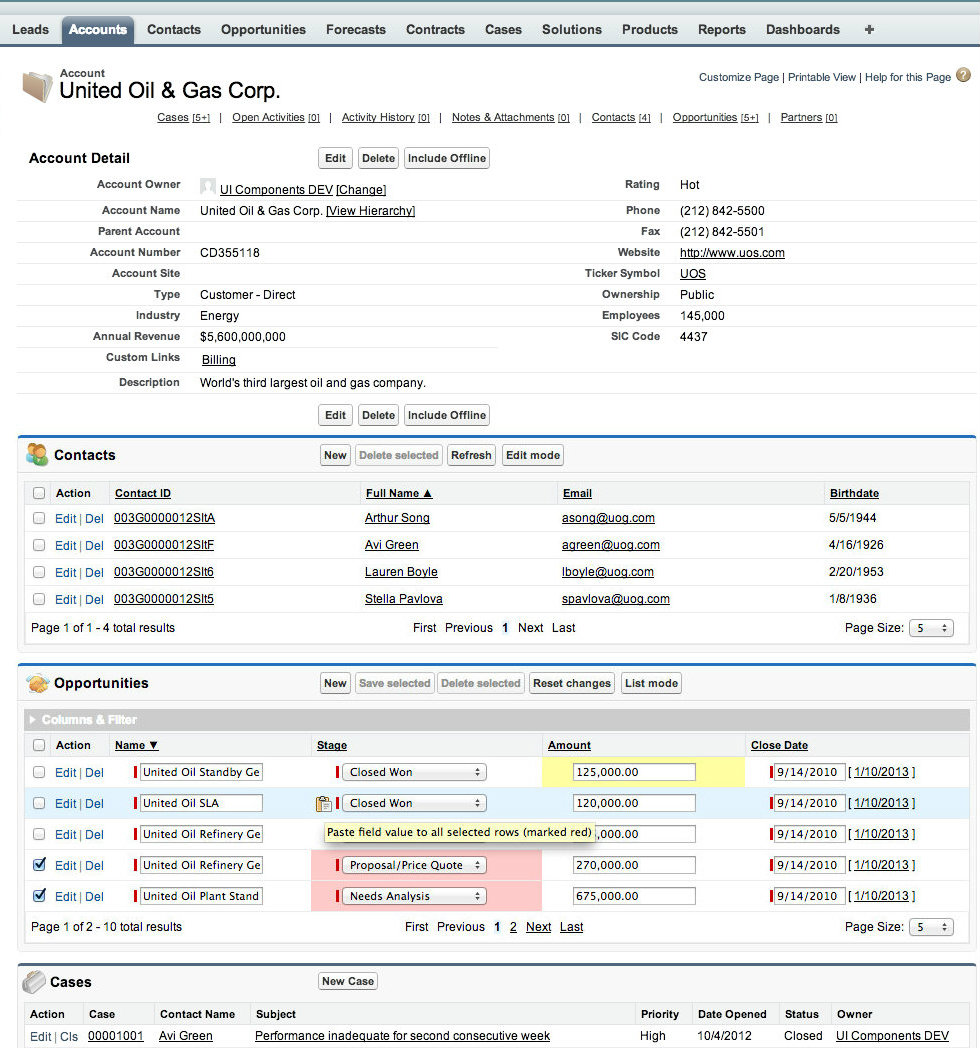 Leads Accounts Contacts Opportunities Forecasts Contracts Cases Solutions Products Reports Dashboards +
Account
United Oil & Gas Corp.
Customize Page | Printable View | Help for this Page ?
Cases [5+] | Open Activities [0] | Activity History [0] | Notes & Attachments [0] | Contacts [4] | Opportunities [5+] | Partners [0]
Account Detail Edit Delete Include Offline
Account Owner UI Components DEV [Change] Rating Hot
Account Name United Oil & Gas Corp. [View Hierarchy] Phone (212) 842-5500
Parent Account Fax (212) 842-5501
Account Number CD355118 Website http://www.uos.com
Account Site Ticker Symbol UOS
Type Customer - Direct Ownership Public
Industry Energy Employees 145,000
Annual Revenue $5,600,000,000 SIC Code 4437
Custom Links Billing
Description World's third largest oil and gas company.
Edit Delete Include Offline
Contacts New Delete selected Refresh Edit mode
Action Contact ID Full Name ▲ Email Birthdate
Edit | Del 003G0000012SItA Arthur Song asong@uog.com 5/5/1944
Edit | Del 003G0000012SItF Avi Green agreen@uog.com 4/16/1926
Edit | Del 003G0000012SIt6 Lauren Boyle lboyle@uog.com 2/20/1953
Edit | Del 003G0000012SIt5 Stella Pavlova spavlova@uog.com 1/8/1936
Page 1 of 1 - 4 total results First Previous 1 Next Last Page Size: 5
Opportunities New Save selected Delete selected Reset changes List mode
Columns & Filter
Action Name ▼ Stage Amount Close Date
Edit | Del United Oil Standby Ge Closed Won 125,000.00 9/14/2010 [ 1/10/2013 ]
Edit | Del United Oil SLA Closed Won 120,000.00 9/14/2010 [ 1/10/2013 ]
Edit | Del United Oil Refinery Ge Paste field value to all selected rows (marked red) ,000.00 9/14/2010 [ 1/10/2013 ]
Edit | Del United Oil Refinery Ge Proposal/Price Quote 270,000.00 9/14/2010 [ 1/10/2013 ]
Edit | Del United Oil Plant Stand Needs Analysis 675,000.00 9/14/2010 [ 1/10/2013 ]
Page 1 of 2 - 10 total results First Previous 1 2 Next Last Page Size: 5
Cases New Case
Action Case Contact Name Subject Priority Date Opened Status Owner
Edit | Cls 00001001 Avi Green Performance inadequate for second consecutive week High 10/4/2012 Closed UI Components DEV